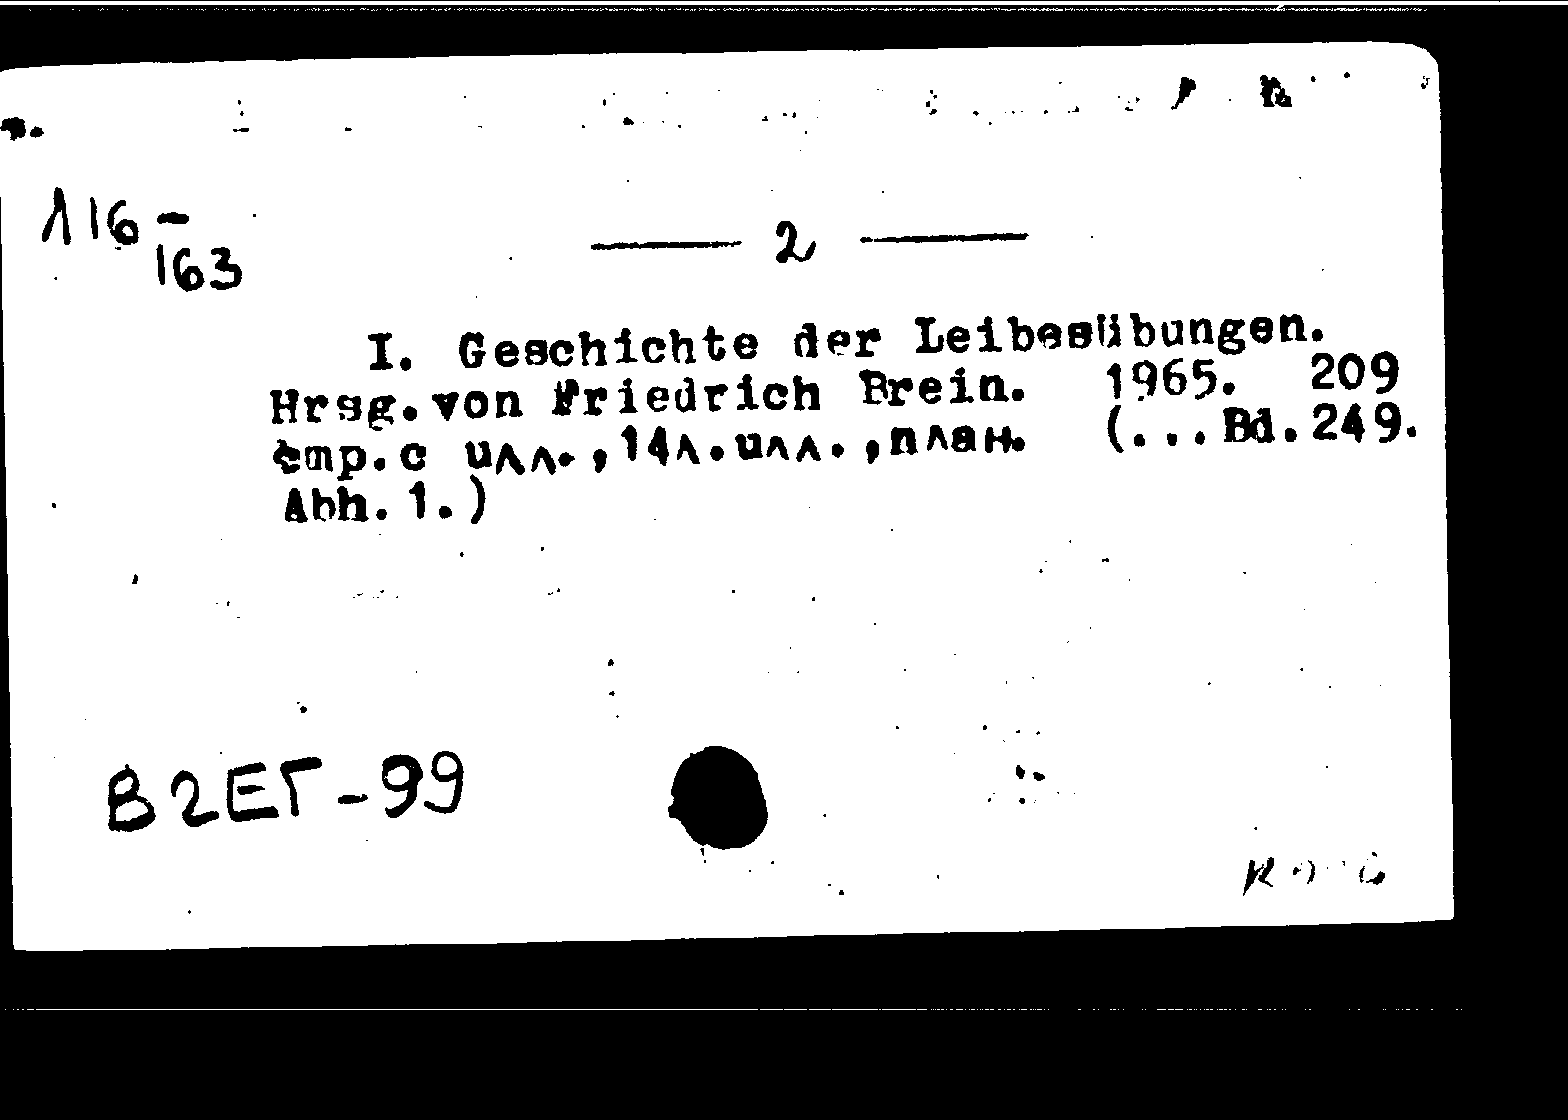 Л16-
163
— 2 —
I. Geschichte der Leibesübungen.
Hrsg. von Friedrich Brein. 1965. 209
стр. с илл., 14 л. илл., план. (...Bd. 249.
Abh. 1.)
В2ЕГ-99